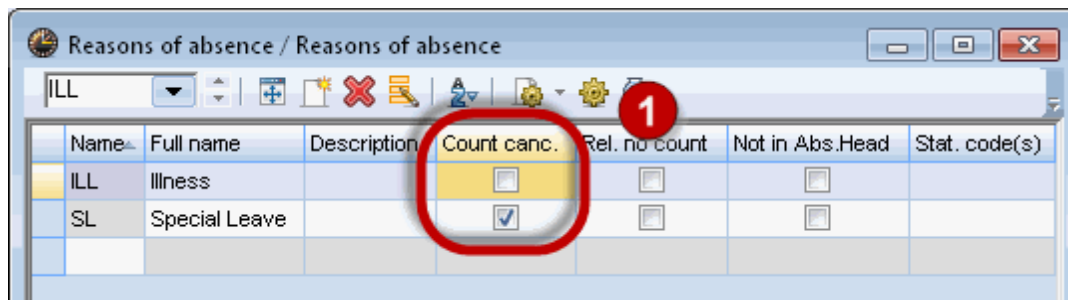 Reasons of absence / Reasons of absence
ILL
1
Name Full name Description Count canc. Rel. no count Not in Abs.Head Stat. code(s)
ILL Illness
SL Special Leave